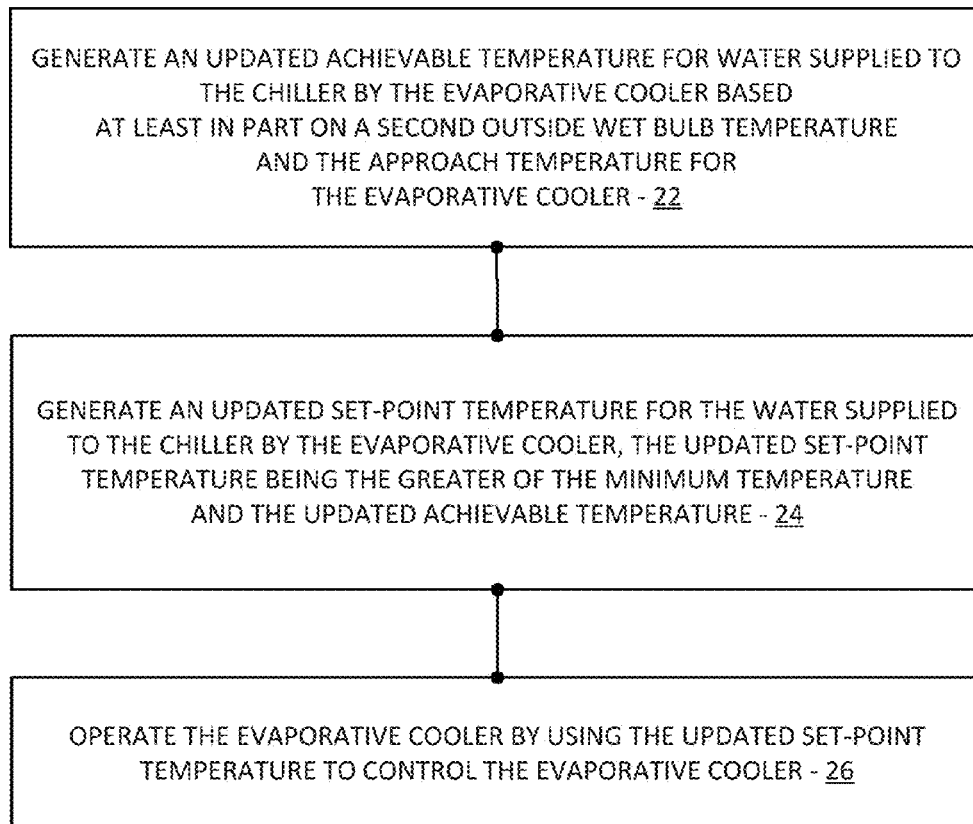 GENERATE AN UPDATED ACHIEVABLE TEMPERATURE FOR WATER SUPPLIED TO
THE CHILLER BY THE EVAPORATIVE COOLER BASED
AT LEAST IN PART ON A SECOND OUTSIDE WET BULB TEMPERATURE
AND THE APPROACH TEMPERATURE FOR
THE EVAPORATIVE COOLER - 22
GENERATE AN UPDATED SET-POINT TEMPERATURE FOR THE WATER SUPPLIED
TO THE CHILLER BY THE EVAPORATIVE COOLER, THE UPDATED SET-POINT
TEMPERATURE BEING THE GREATER OF THE MINIMUM TEMPERATURE
AND THE UPDATED ACHIEVABLE TEMPERATURE - 24
OPERATE THE EVAPORATIVE COOLER BY USING THE UPDATED SET-POINT
TEMPERATURE TO CONTROL THE EVAPORATIVE COOLER - 26